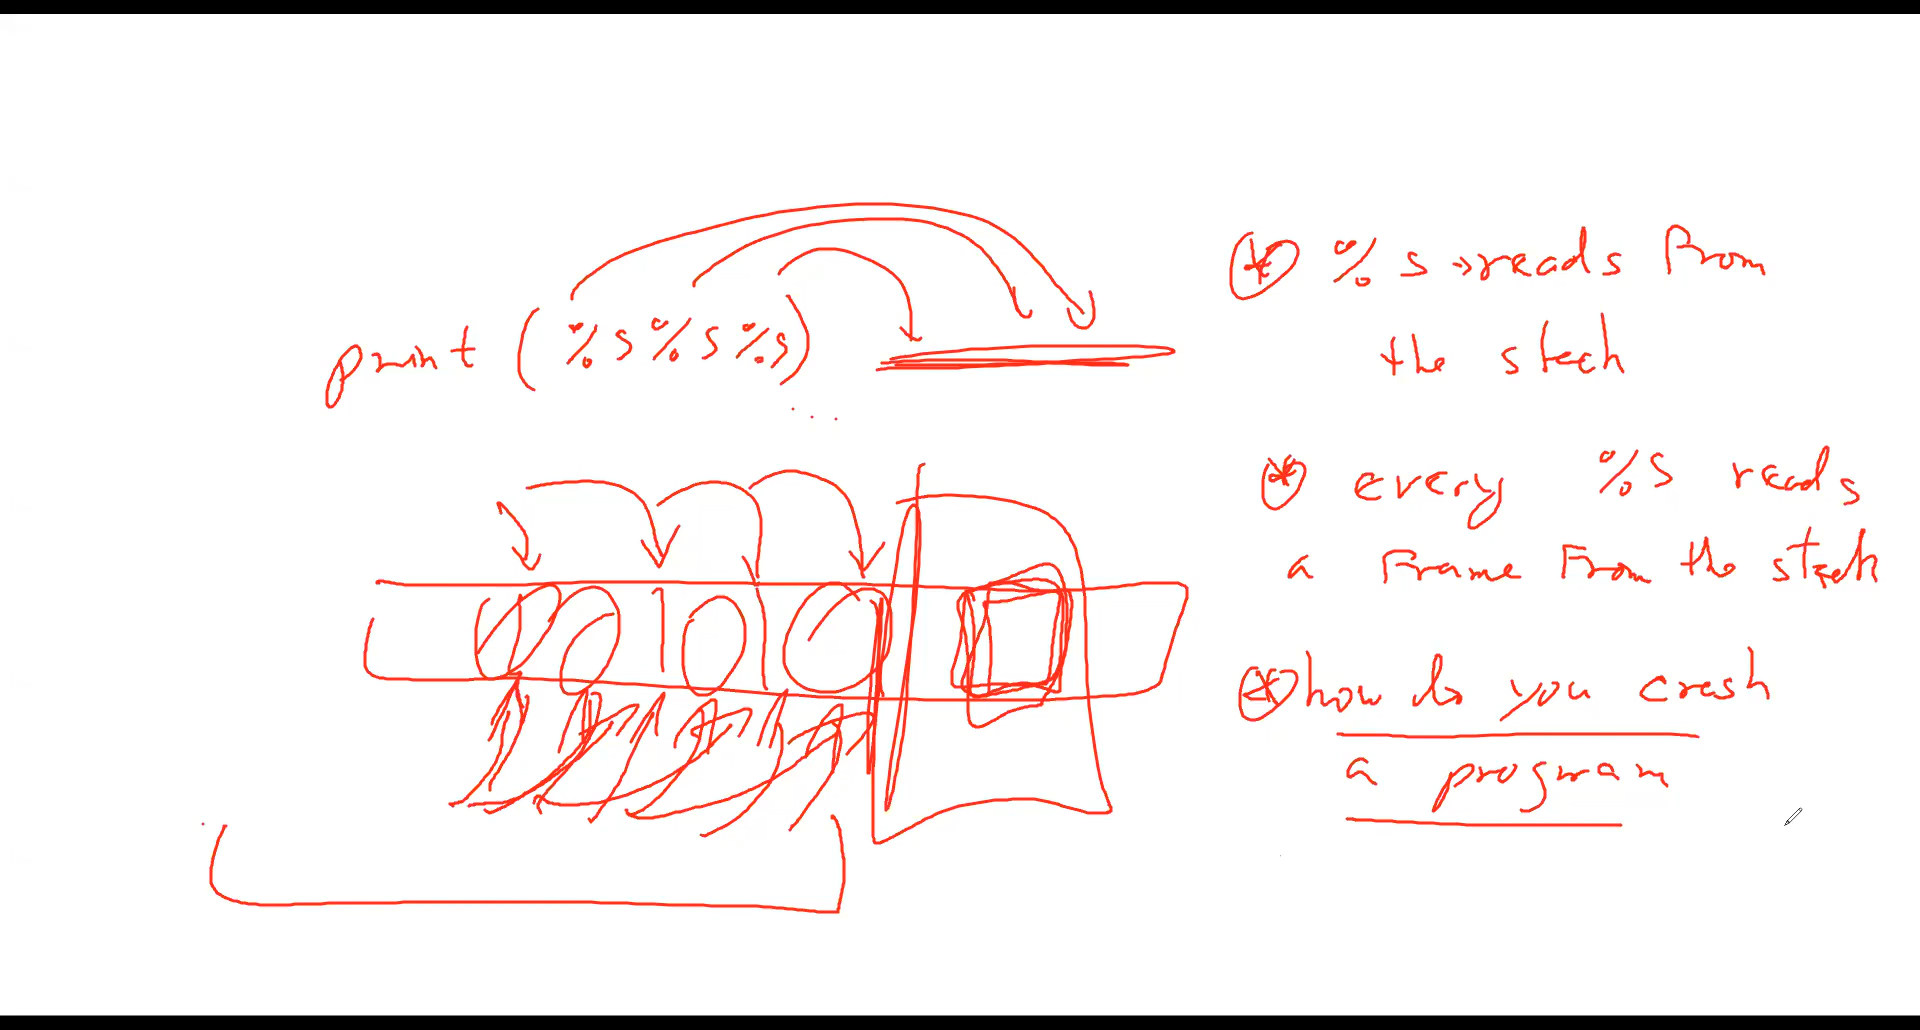 print (%s%s%s)
...
* %s → reads from
the stack
* every %s reads
a frame from the stack
* how do you crash
a program